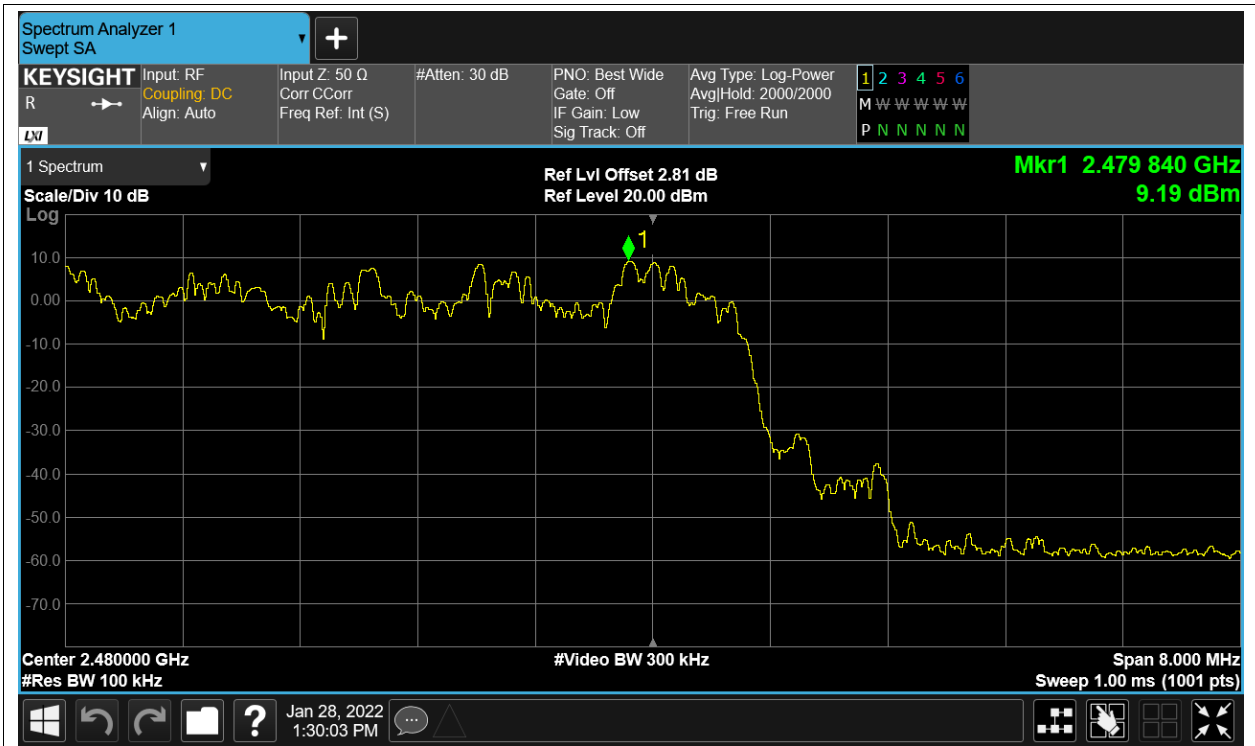 Spectrum Analyzer 1
Swept SA
KEYSIGHT
R
LXI
Input: RF
Coupling: DC
Align: Auto
Input Z: 50 Ω
Corr CCorr
Freq Ref: Int (S)
#Atten: 30 dB
PNO: Best Wide
Gate: Off
IF Gain: Low
Sig Track: Off
Avg Type: Log-Power
Avg|Hold: 2000/2000
Trig: Free Run
1 2 3 4 5 6
M W W W W W
P N N N N N
1 Spectrum
Scale/Div 10 dB
Log
Ref Lvl Offset 2.81 dB
Ref Level 20.00 dBm
Mkr1 2.479 840 GHz
9.19 dBm
1
10.0
0.00
-10.0
-20.0
-30.0
-40.0
-50.0
-60.0
-70.0
Center 2.480000 GHz
#Res BW 100 kHz
#Video BW 300 kHz
Span 8.000 MHz
Sweep 1.00 ms (1001 pts)
?
Jan 28, 2022
1:30:03 PM